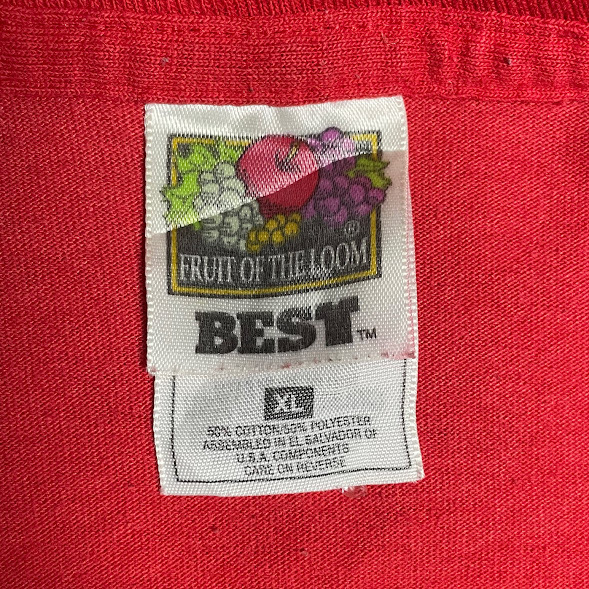 FRUIT OF THE LOOM ®
BEST™
XL
50% COTTON/50% POLYESTER
ASSEMBLED IN EL SALVADOR OF
U.S.A. COMPONENTS
CARE ON REVERSE